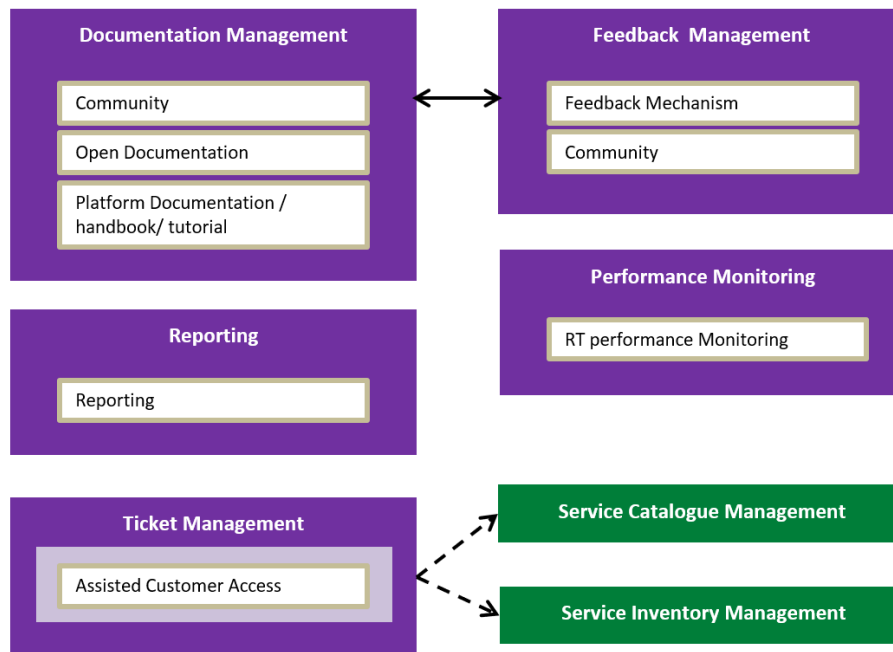 Documentation Management
Community
Open Documentation
Platform Documentation /
handbook/ tutorial
Feedback Management
Feedback Mechanism
Community
Performance Monitoring
RT performance Monitoring
Reporting
Reporting
Ticket Management
Assisted Customer Access
Service Catalogue Management
Service Inventory Management